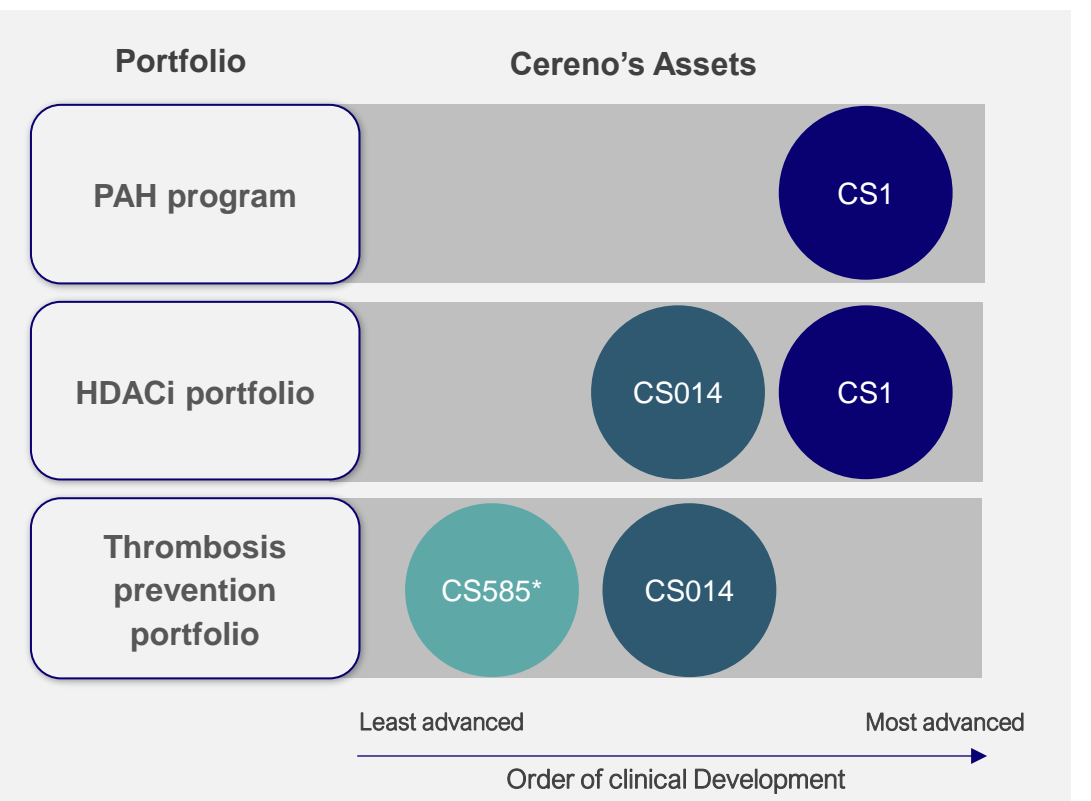 Portfolio
Cereno’s Assets
PAH program
CS1
HDACi portfolio
CS014
CS1
Thrombosis
prevention
portfolio
CS585*
CS014
Least advanced
Most advanced
Order of clinical Development